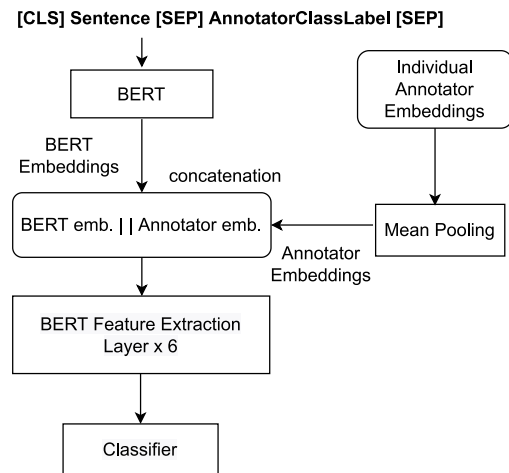 [CLS] Sentence [SEP] AnnotatorClassLabel [SEP]
BERT
Individual
Annotator
Embeddings
BERT
Embeddings
concatenation
BERT emb. | | Annotator emb.
Mean Pooling
Annotator
Embeddings
BERT Feature Extraction
Layer x 6
Classifier